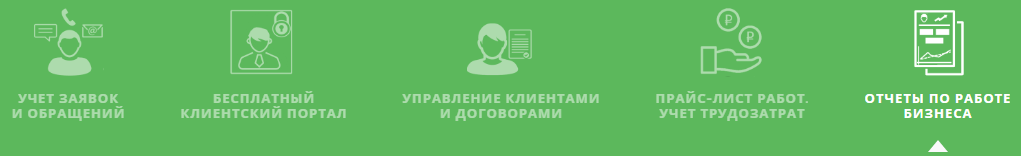 УЧЕТ ЗАЯВОК
И ОБРАЩЕНИЙ
БЕСПЛАТНЫЙ
КЛИЕНТСКИЙ ПОРТАЛ
УПРАВЛЕНИЕ КЛИЕНТАМИ
И ДОГОВОРАМИ
ПРАЙС-ЛИСТ РАБОТ.
УЧЕТ ТРУДОЗАТРАТ
ОТЧЕТЫ ПО РАБОТЕ
БИЗНЕСА